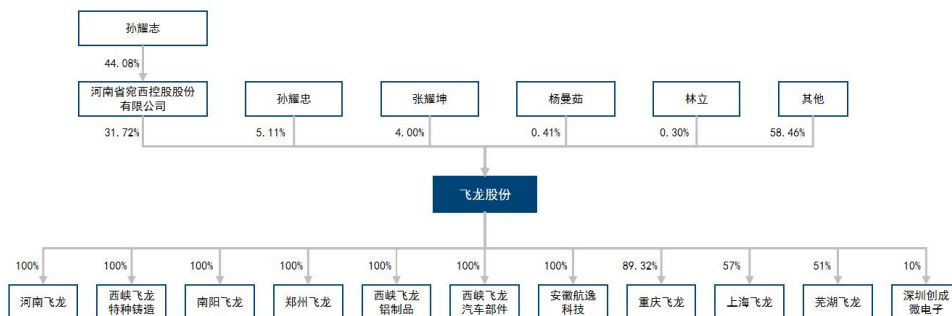 孙耀志
44.08%
河南省宛西控股股份
有限公司
孙耀忠
张耀坤
杨曼茹
林立
其他
31.72%
5.11%
4.00%
0.41%
0.30%
58.46%
飞龙股份
100%
100%
100%
100%
100%
100%
100%
89.32%
57%
51%
10%
河南飞龙
西峡飞龙
特种铸造
南阳飞龙
郑州飞龙
西峡飞龙
铝制品
西峡飞龙
汽车部件
安徽航逸
科技
重庆飞龙
上海飞龙
芜湖飞龙
深圳创成
微电子